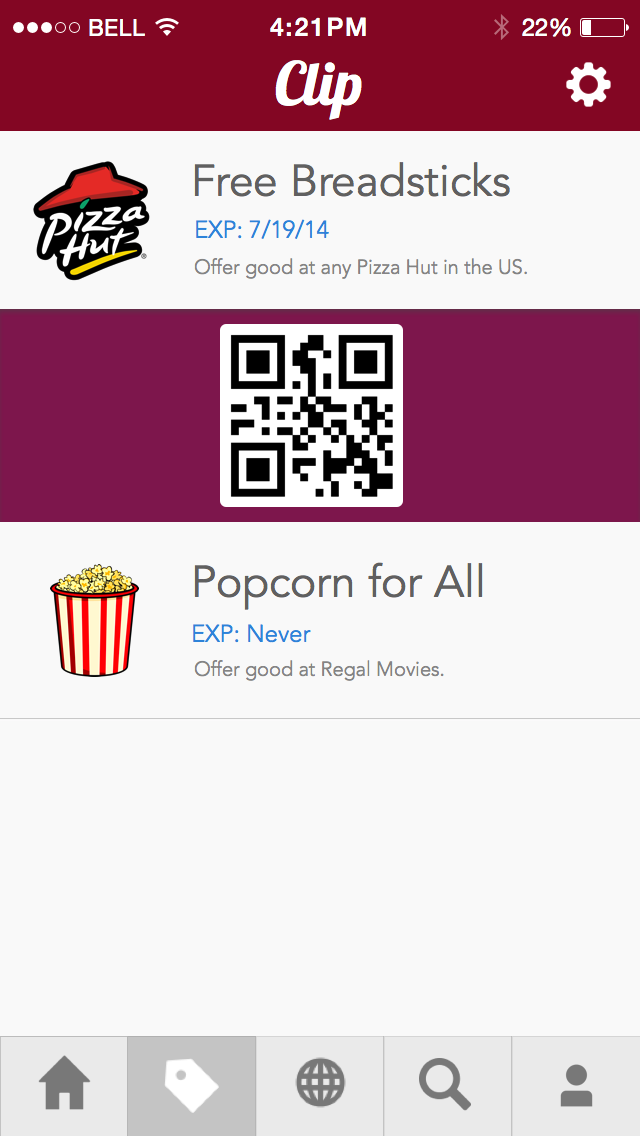 BELL 4:21PM 22%
Clip
Pizza Hut
Free Breadsticks
EXP: 7/19/14
Offer good at any Pizza Hut in the US.
Popcorn for All
EXP: Never
Offer good at Regal Movies.